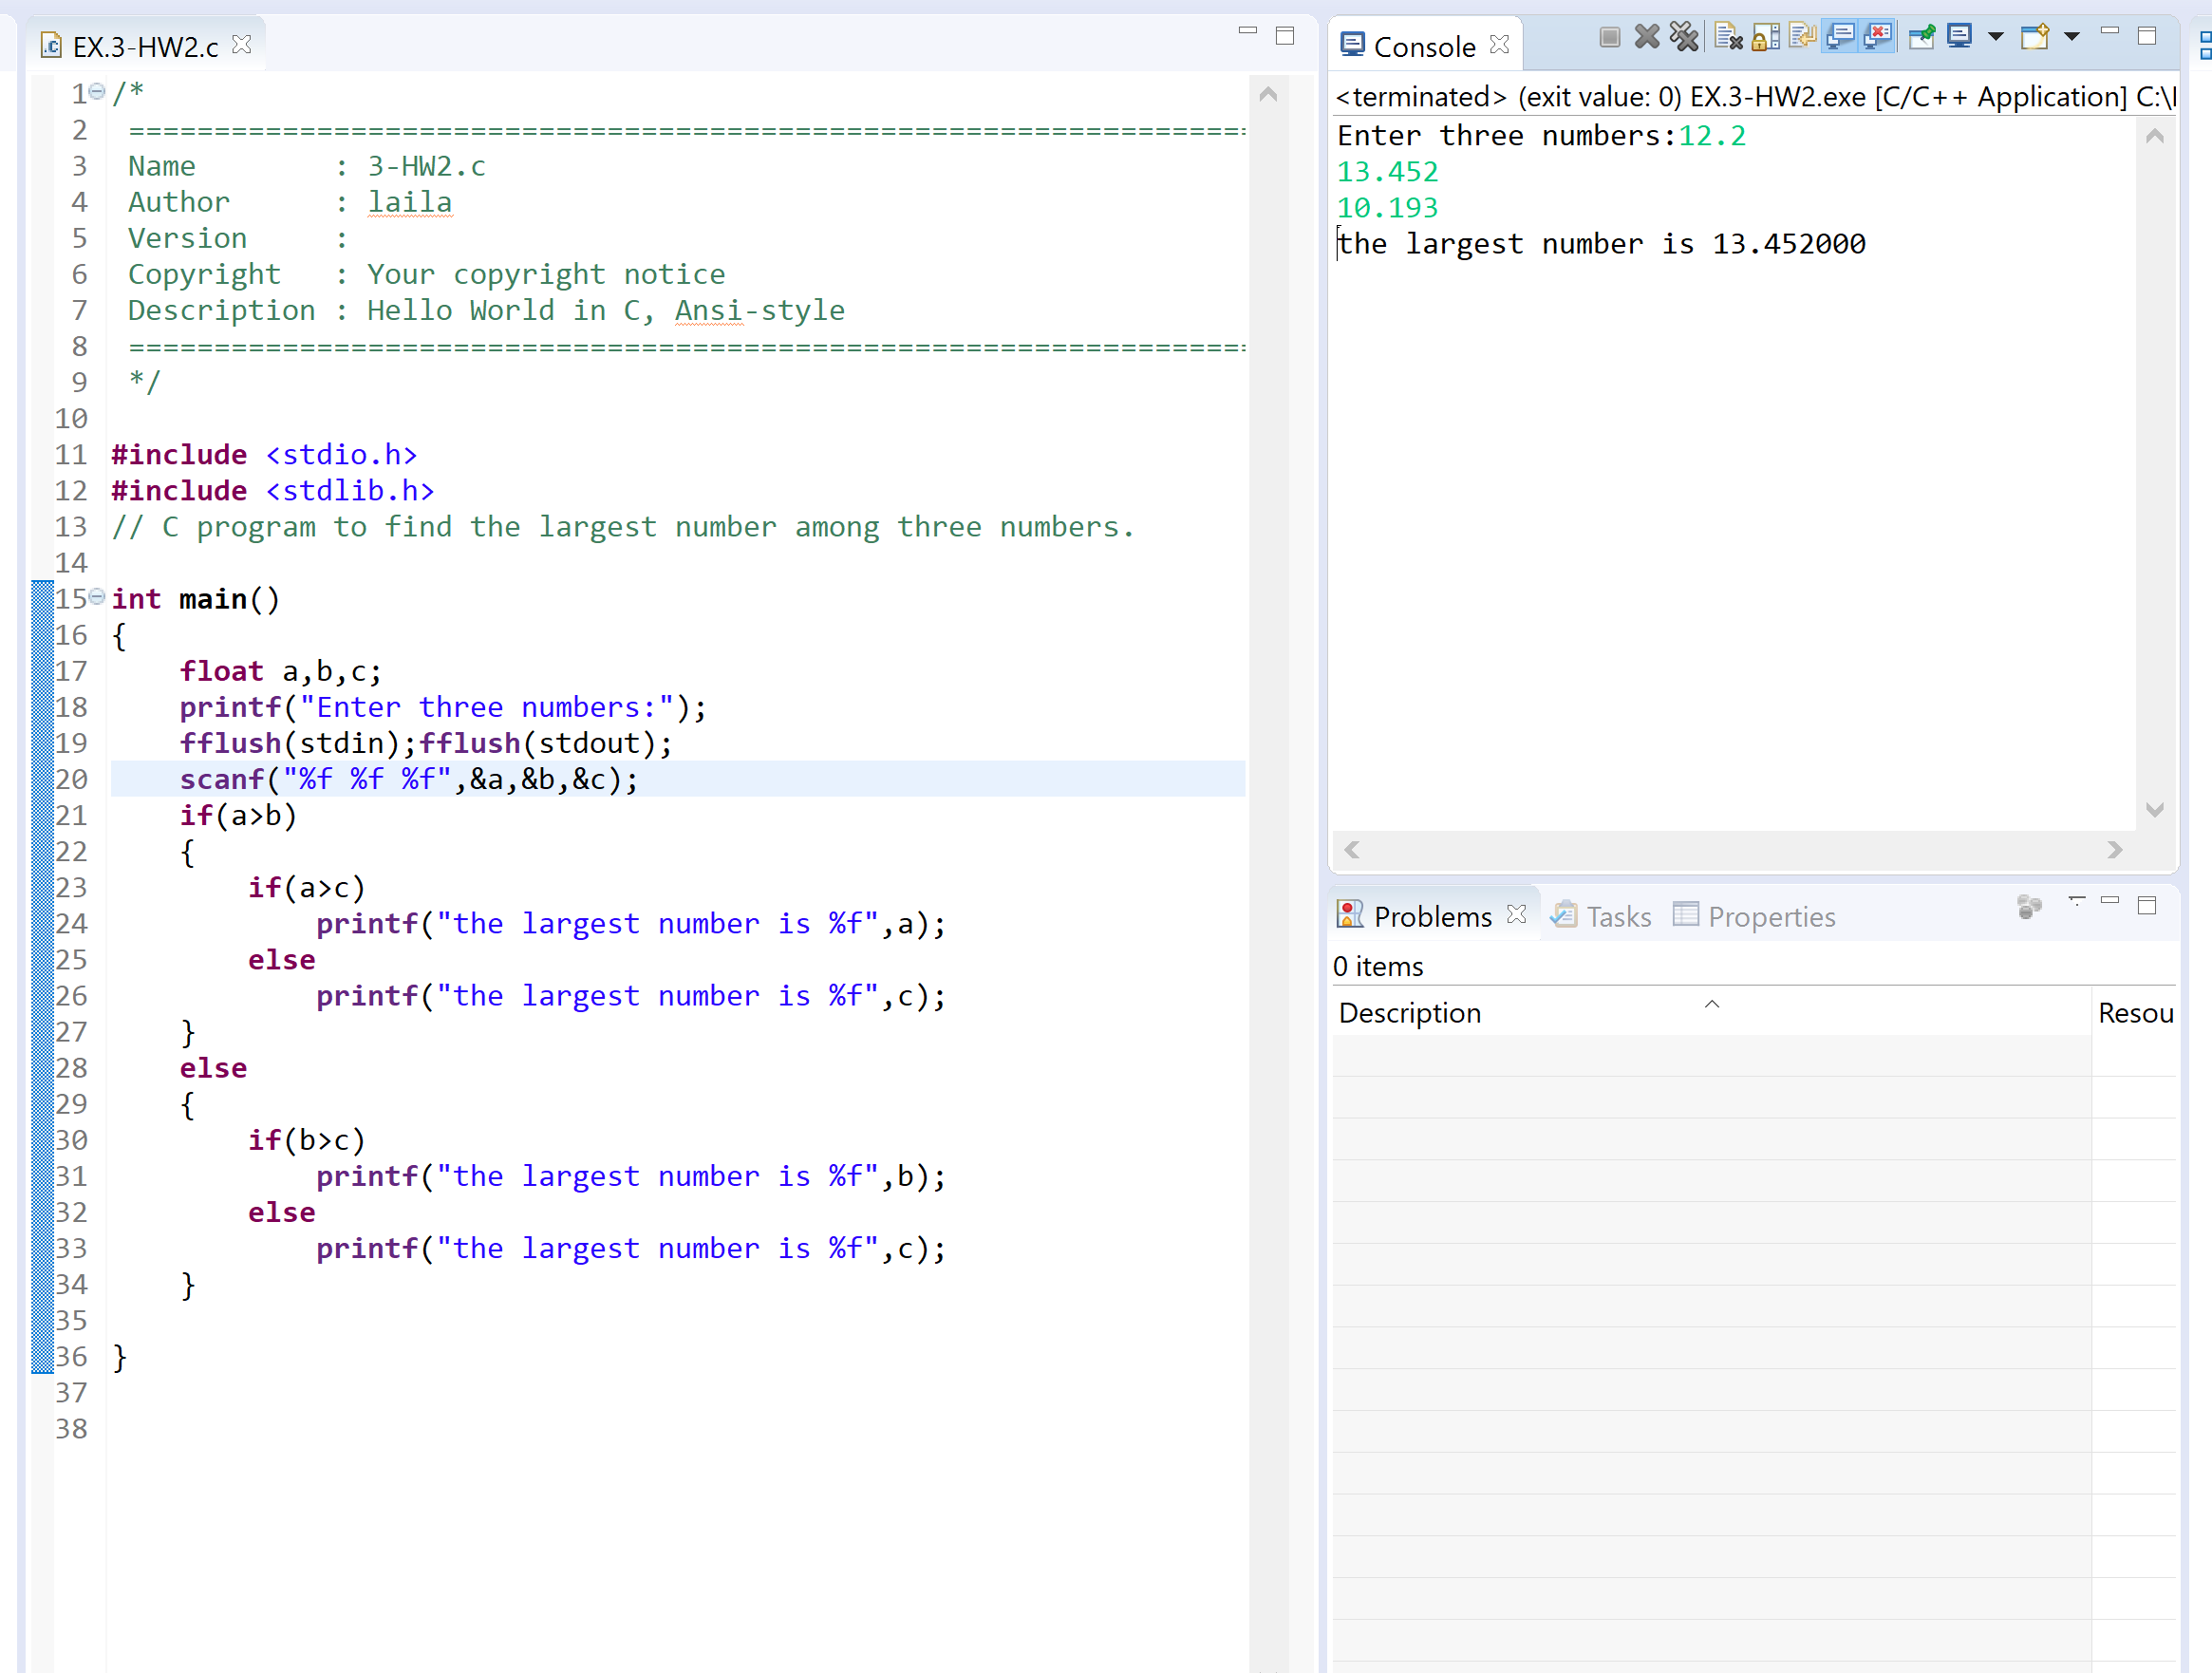 EX.3-HW2.c
1 /*
2 ==================================================================
3 Name        : 3-HW2.c
4 Author      : laila
5 Version     :
6 Copyright   : Your copyright notice
7 Description : Hello World in C, Ansi-style
8 ==================================================================
9 */
10
11 #include <stdio.h>
12 #include <stdlib.h>
13 // C program to find the largest number among three numbers.
14
15 int main()
16 {
17     float a,b,c;
18     printf("Enter three numbers:");
19     fflush(stdin);fflush(stdout);
20     scanf("%f %f %f",&a,&b,&c);
21     if(a>b)
22     {
23         if(a>c)
24             printf("the largest number is %f",a);
25         else
26             printf("the largest number is %f",c);
27     }
28     else
29     {
30         if(b>c)
31             printf("the largest number is %f",b);
32         else
33             printf("the largest number is %f",c);
34     }
35
36 }
37
38
Console
<terminated> (exit value: 0) EX.3-HW2.exe [C/C++ Application] C:\
Enter three numbers:12.2
13.452
10.193
the largest number is 13.452000
Problems Tasks Properties
0 items
Description Resou